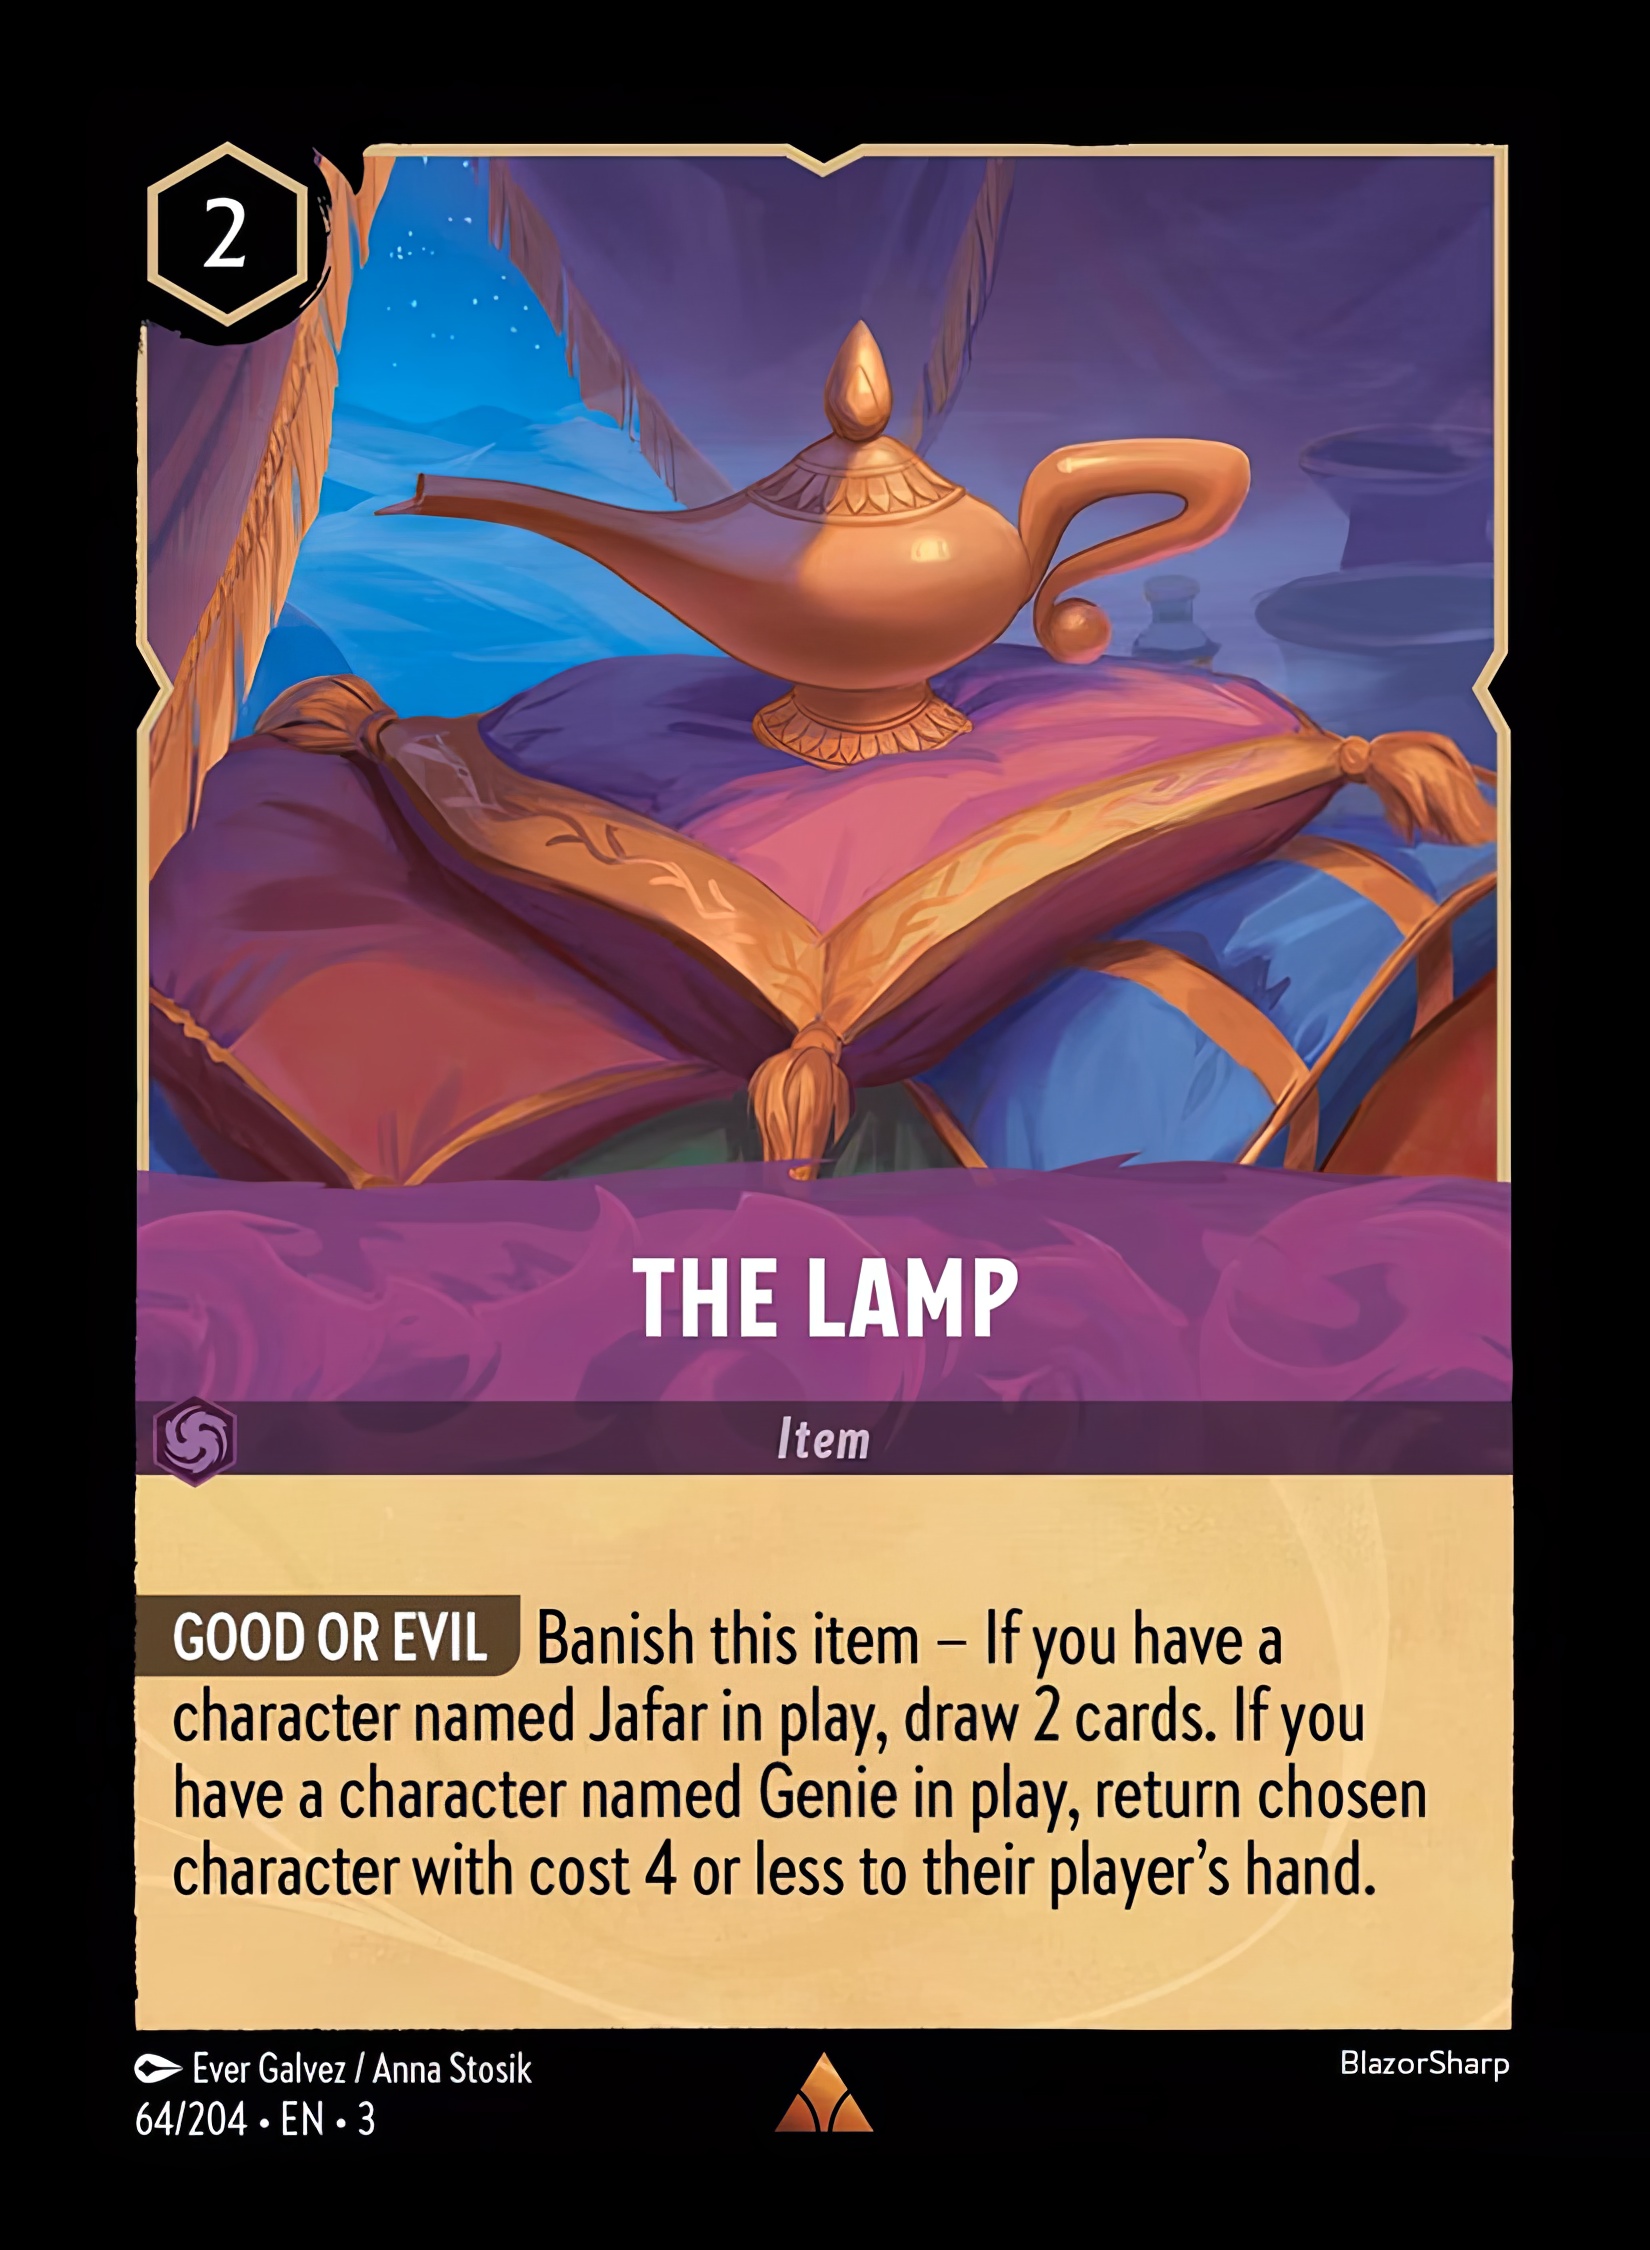 2
THE LAMP
Item
GOOD OR EVIL Banish this item – If you have a
character named Jafar in play, draw 2 cards. If you
have a character named Genie in play, return chosen
character with cost 4 or less to their player’s hand.
Ever Galvez / Anna Stosik
BlazorSharp
64/204 • EN • 3